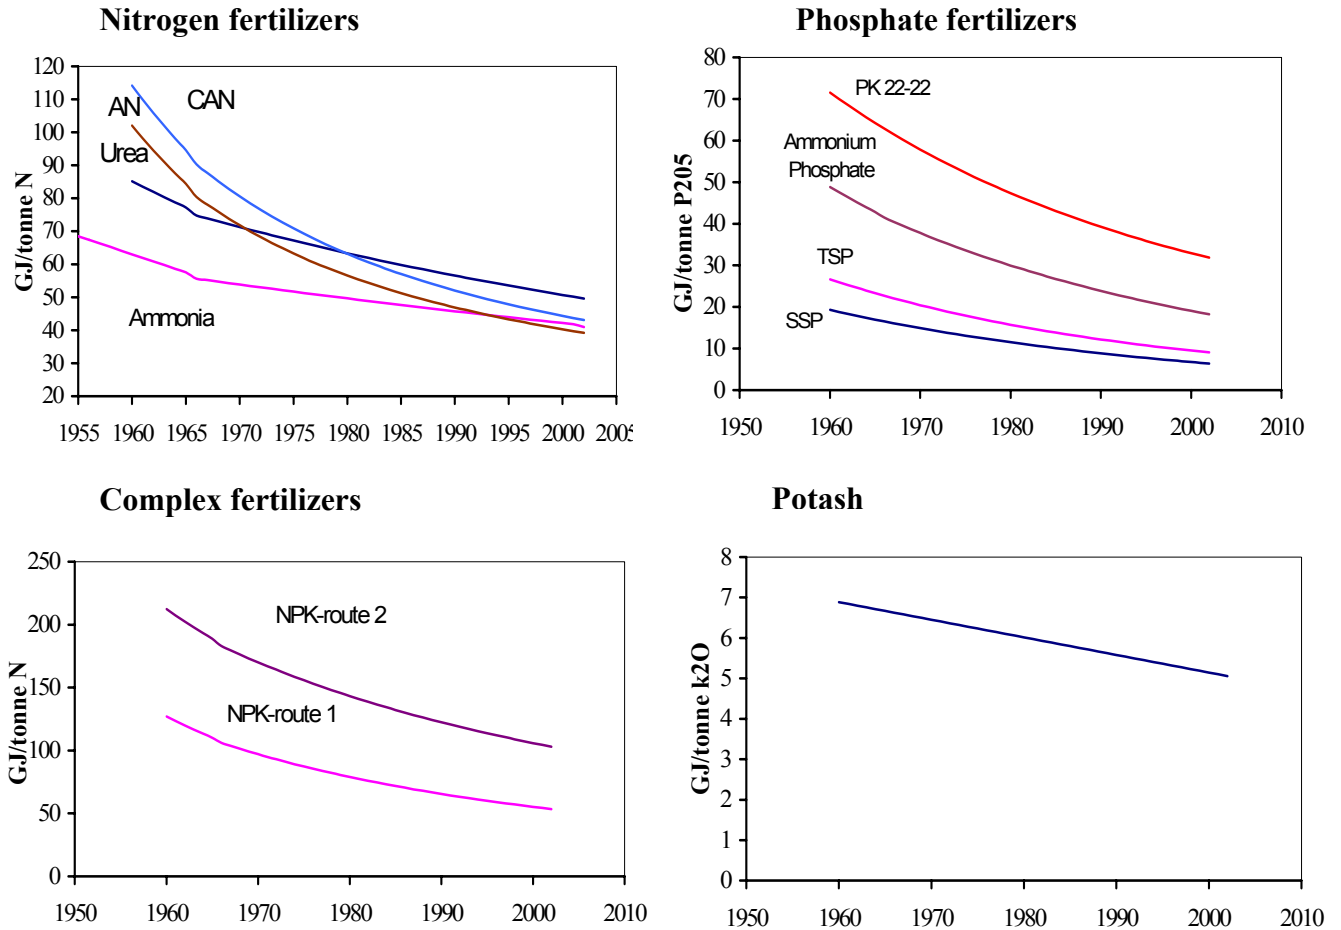 Nitrogen fertilizers
GJ/tonne N
120
110
100
90
80
70
60
50
40
30
20
AN
CAN
Urea
Ammonia
1955 1960 1965 1970 1975 1980 1985 1990 1995 2000 2005
Phosphate fertilizers
GJ/tonne P205
80
70
60
50
40
30
20
10
0
PK 22-22
Ammonium
Phosphate
TSP
SSP
1950 1960 1970 1980 1990 2000 2010
Complex fertilizers
GJ/tonne N
250
200
150
100
50
0
NPK-route 2
NPK-route 1
1950 1960 1970 1980 1990 2000 2010
Potash
GJ/tonne k2O
8
7
6
5
4
3
2
1
0
1950 1960 1970 1980 1990 2000 2010